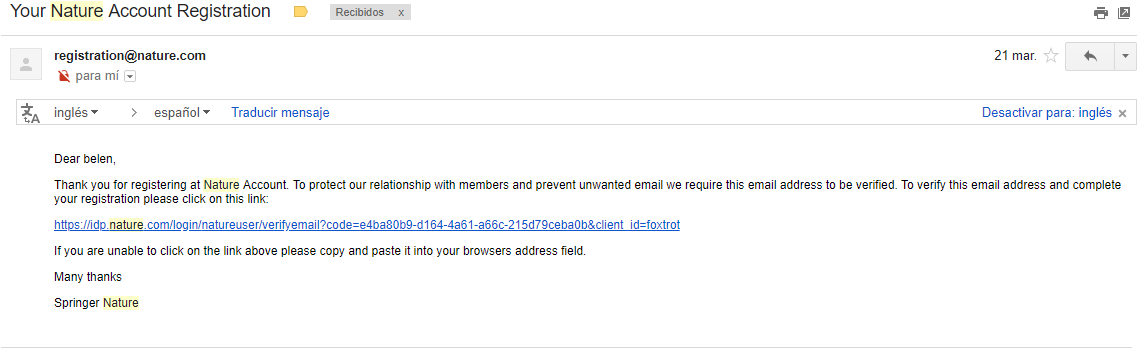 Your Nature Account Registration Recibidos x
registration@nature.com 21 mar.
para mí
inglés español Traducir mensaje Desactivar para: inglés x
Dear belen,
Thank you for registering at Nature Account. To protect our relationship with members and prevent unwanted email we require this email address to be verified. To verify this email address and complete
your registration please click on this link:
https://idp.nature.com/login/natureuser/verifyemail?code=e4ba80b9-d164-4a61-a66c-215d79ceba0b&client_id=foxtrot
If you are unable to click on the link above please copy and paste it into your browsers address field.
Many thanks
Springer Nature